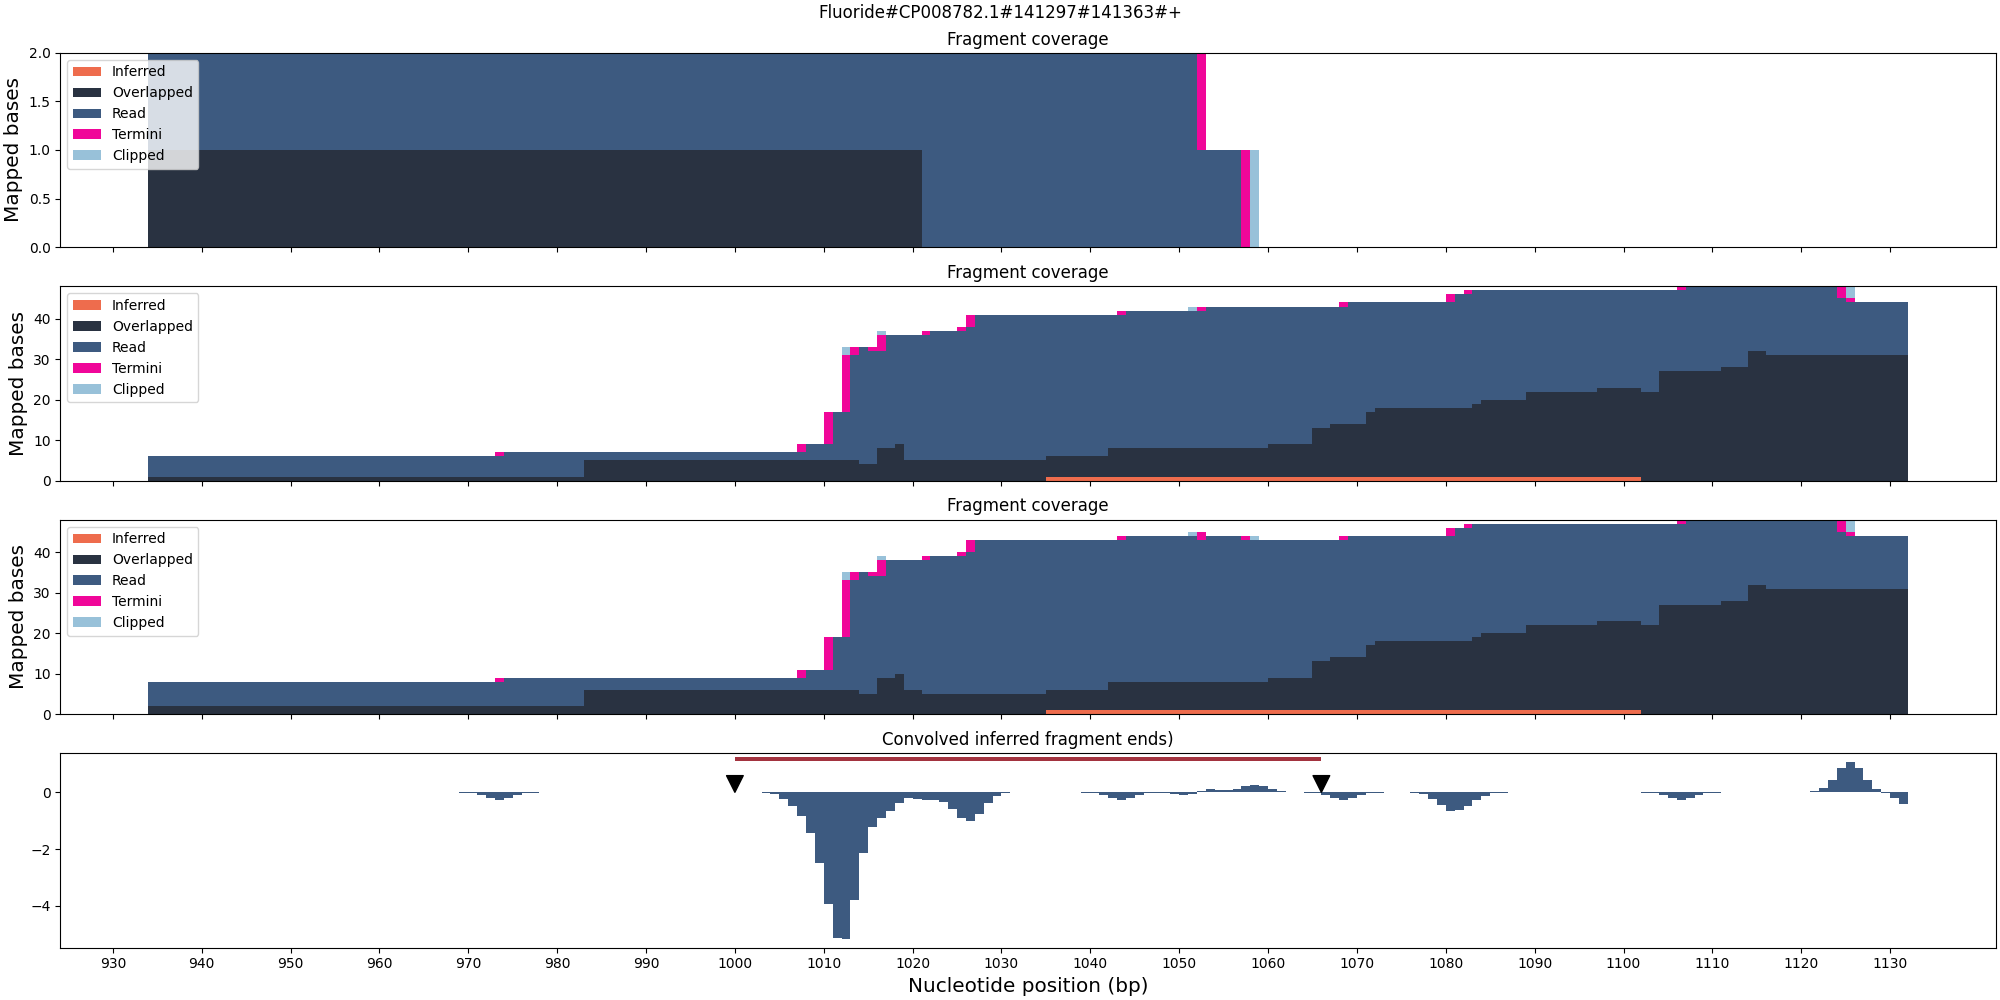 Fluoride#CP008782.1#141297#141363#+
Fragment coverage
Mapped bases
2.0
1.5
1.0
0.5
0.0
Inferred
Overlapped
Read
Termini
Clipped
Fragment coverage
Mapped bases
40
30
20
10
0
Inferred
Overlapped
Read
Termini
Clipped
Fragment coverage
Mapped bases
40
30
20
10
0
Inferred
Overlapped
Read
Termini
Clipped
Convolved inferred fragment ends)
0
−2
−4
930 940 950 960 970 980 990 1000 1010 1020 1030 1040 1050 1060 1070 1080 1090 1100 1110 1120 1130
Nucleotide position (bp)